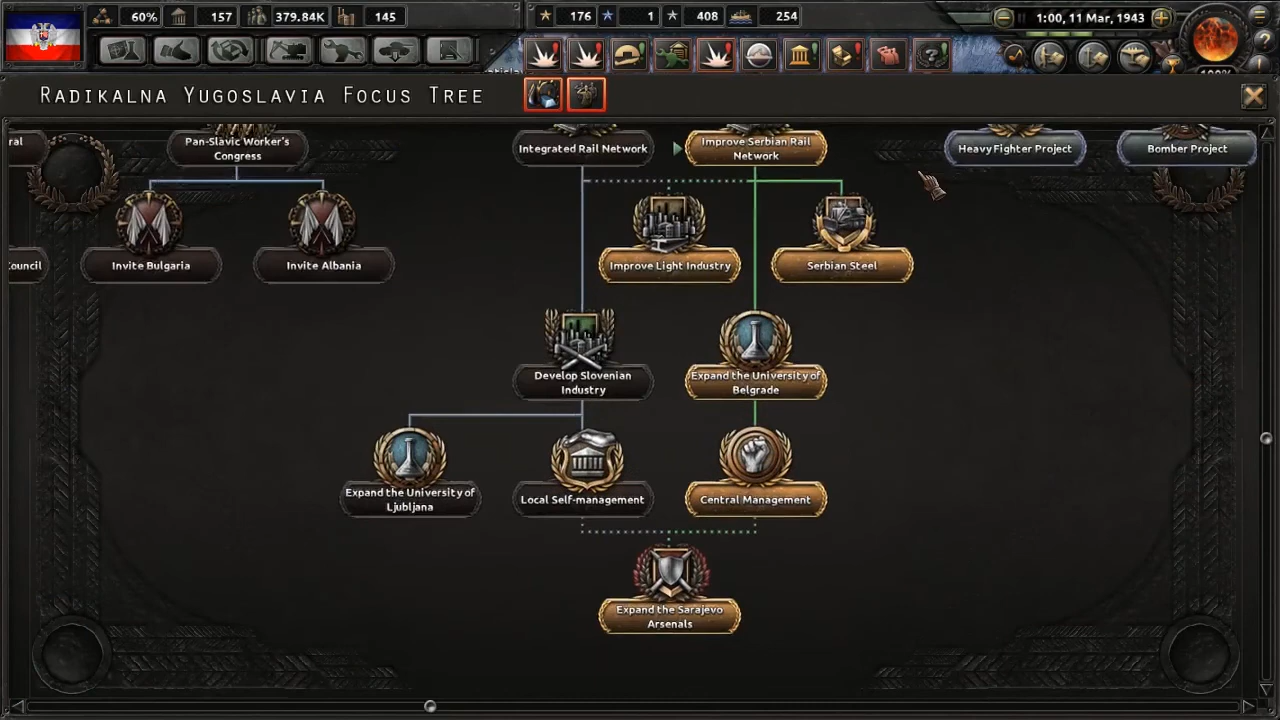 60%
157
379.84K
145
176
1
408
254
1:00, 11 Mar, 1943
Radikalna Yugoslavia Focus Tree
ral
Pan-Slavic Worker's
Congress
Integrated Rail Network
Improve Serbian Rail
Network
Heavy Fighter Project
Bomber Project
Council
Invite Bulgaria
Invite Albania
Improve Light Industry
Serbian Steel
Develop Slovenian
Industry
Expand the University of
Belgrade
Expand the University of
Ljubljana
Local Self-management
Central Management
Expand the Sarajevo
Arsenals